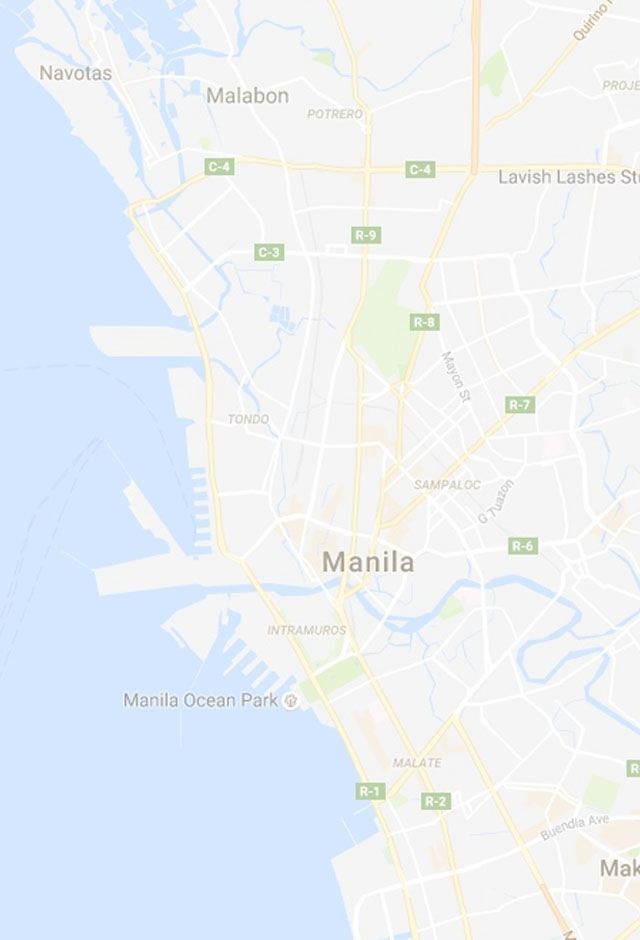 Quirino
Navotas
Malabon
PROJE
POTRERO
C-4
C-4
Lavish Lashes Stu
R-9
C-3
R-8
Mayon St
R-7
TONDO
SAMPALOC
G Tuazon
R-6
Manila
INTRAMUROS
Manila Ocean Park
MALATE
R
R-1
R-2
Buendia Ave
Mak